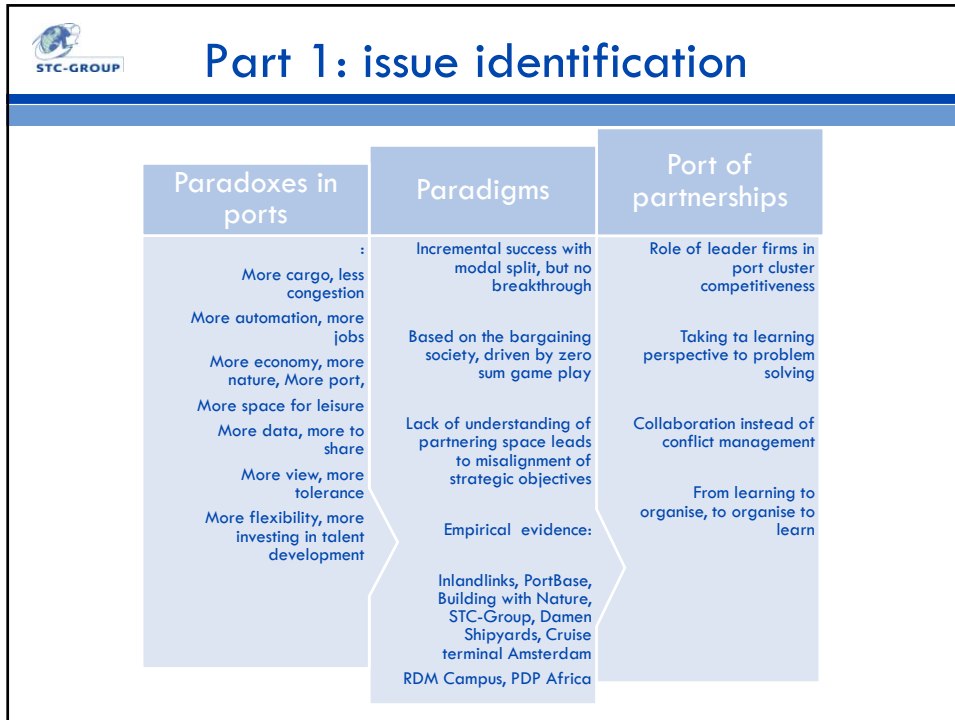 STC-GROUP
Part 1: issue identification
Paradoxes in
ports
:
More cargo, less
congestion
More automation, more
jobs
More economy, more
nature, More port,
More space for leisure
More data, more to
share
More view, more
tolerance
More flexibility, more
investing in talent
development
Paradigms
Incremental success with
modal split, but no
breakthrough
Based on the bargaining
society, driven by zero
sum game play
Lack of understanding of
partnering space leads
to misalignment of
strategic objectives
Empirical evidence:
Inlandlinks, PortBase,
Building with Nature,
STC-Group, Damen
Shipyards, Cruise
terminal Amsterdam
RDM Campus, PDP Africa
Port of
partnerships
Role of leader firms in
port cluster
competitiveness
Taking ta learning
perspective to problem
solving
Collaboration instead of
conflict management
From learning to
organise, to organise to
learn